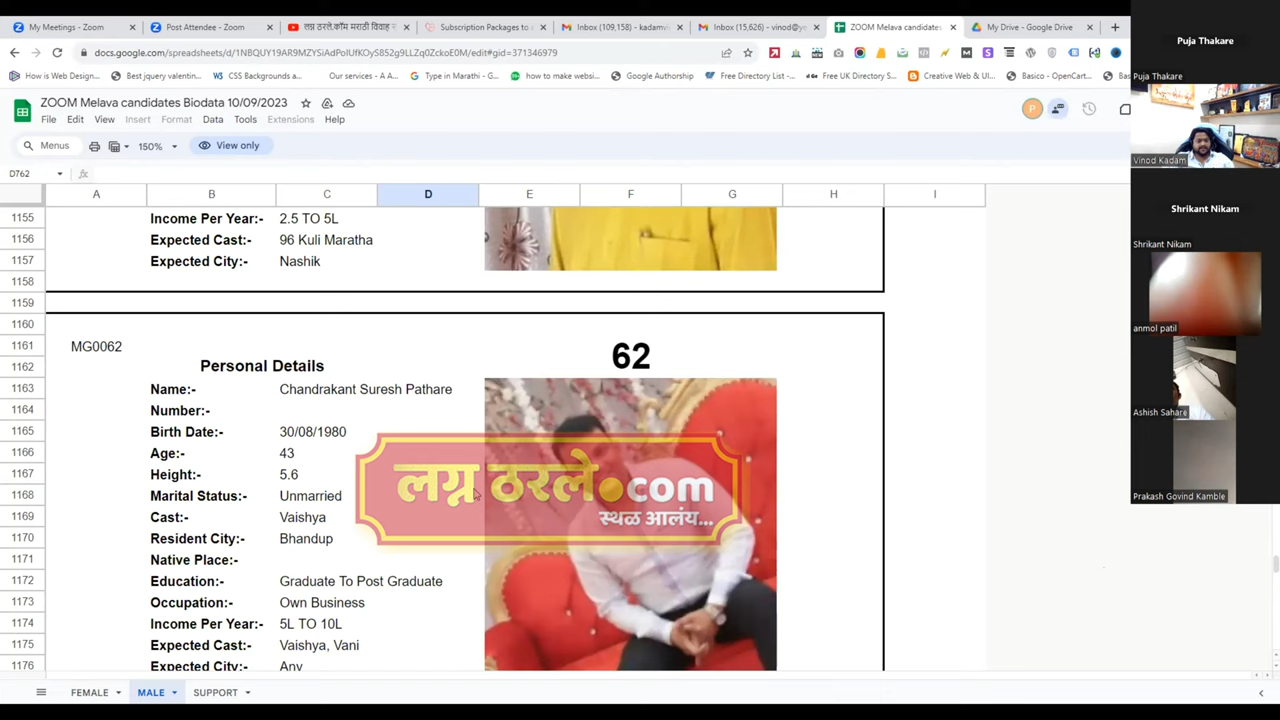 My Meetings - Zoom
Post Attendee - Zoom
लग्न ठरले.कॉम मराठी विवाह स
Subscription Packages to c
Inbox (109,158) - kadamvin
Inbox (15,626) - vinod@ye
ZOOM Melava candidates
My Drive - Google Drive
docs.google.com/spreadsheets/d/1NBQUY19AR9MZYSiAdPolUfKOyS852g9LLZq0ZckoE0M/edit#gid=371346979
How is Web Design...
Best jquery valentin...
CSS Backgrounds a...
Our services - A A...
Type in Marathi - G...
how to make websi...
Google Authorship
Free Directory List -...
Free UK Directory S...
Creative Web & UI...
Basico - OpenCart...
ZOOM Melava candidates Biodata 10/09/2023
File Edit View Insert Format Data Tools Extensions Help
Menus 150% View only
D762 fx
A B C D E F G H I
1155 Income Per Year:- 2.5 TO 5L
1156 Expected Cast:- 96 Kuli Maratha
1157 Expected City:- Nashik
1158
1159
1160
1161 MG0062 62
1162 Personal Details
1163 Name:- Chandrakant Suresh Pathare
1164 Number:-
1165 Birth Date:- 30/08/1980
1166 Age:- 43
1167 Height:- 5.6
1168 Marital Status:- Unmarried
1169 Cast:- Vaishya
1170 Resident City:- Bhandup
1171 Native Place:-
1172 Education:- Graduate To Post Graduate
1173 Occupation:- Own Business
1174 Income Per Year:- 5L TO 10L
1175 Expected Cast:- Vaishya, Vani
1176 Expected City:- Any
लग्न ठरले.com
स्थळ आलंय...
FEMALE MALE SUPPORT
Puja Thakare
Puja Thakare
Vinod Kadam
Shrikant Nikam
Shrikant Nikam
anmol patil
Ashish Sahare
Prakash Govind Kamble